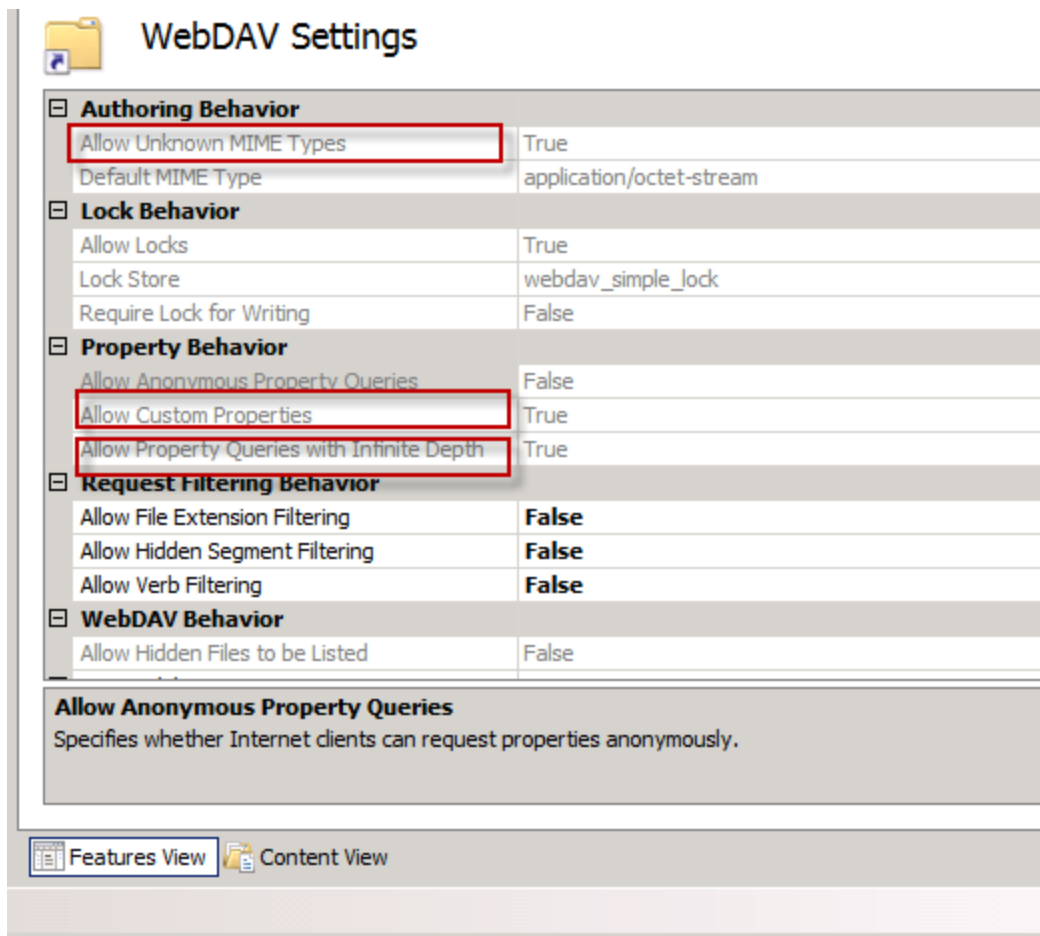 WebDAV Settings
Authoring Behavior
Allow Unknown MIME Types True
Default MIME Type application/octet-stream
Lock Behavior
Allow Locks True
Lock Store webdav_simple_lock
Require Lock for Writing False
Property Behavior
Allow Anonymous Property Queries False
Allow Custom Properties True
Allow Property Queries with Infinite Depth True
Request Filtering Behavior
Allow File Extension Filtering False
Allow Hidden Segment Filtering False
Allow Verb Filtering False
WebDAV Behavior
Allow Hidden Files to be Listed False
Allow Anonymous Property Queries
Specifies whether Internet clients can request properties anonymously.
Features View Content View